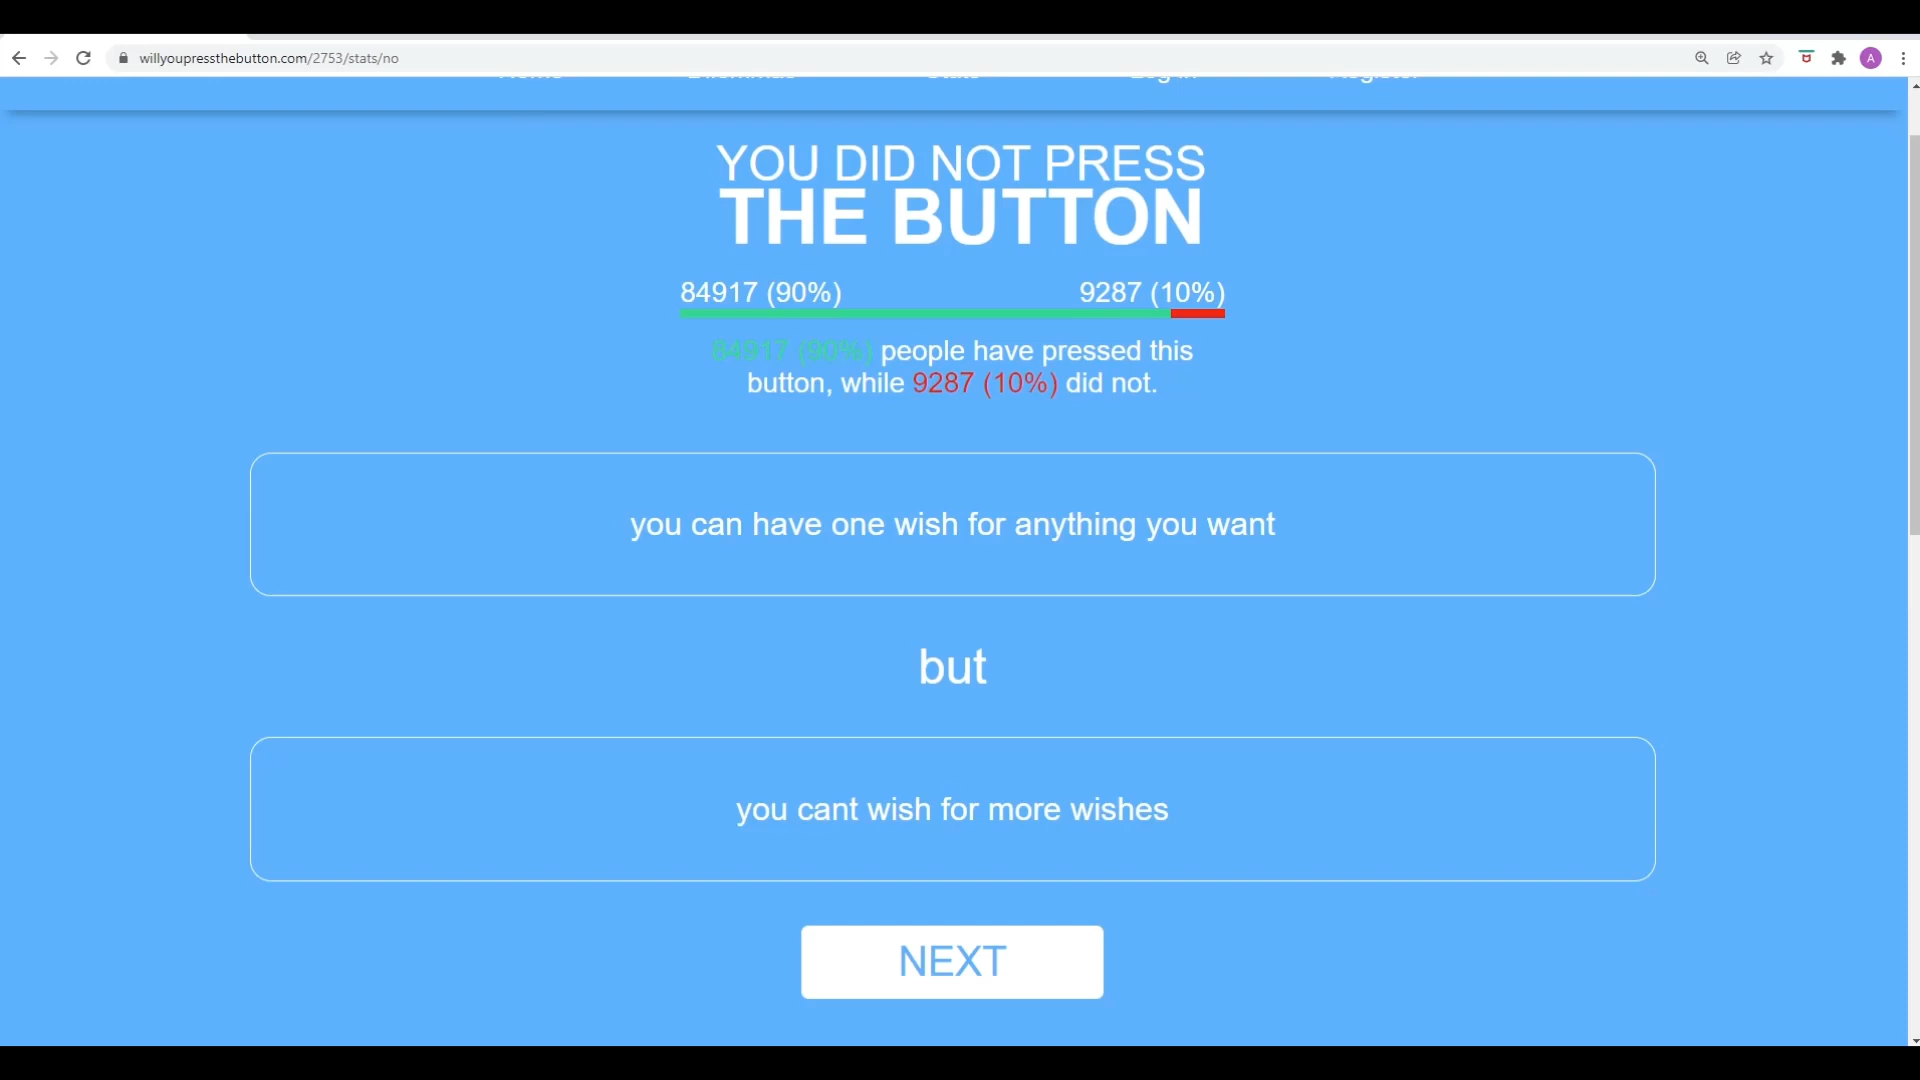 willyoupressthebutton.com/2753/stats/no
A
YOU DID NOT PRESS
THE BUTTON
84917 (90%) 9287 (10%)
84917 (90%) people have pressed this
button, while 9287 (10%) did not.
you can have one wish for anything you want
but
you cant wish for more wishes
NEXT